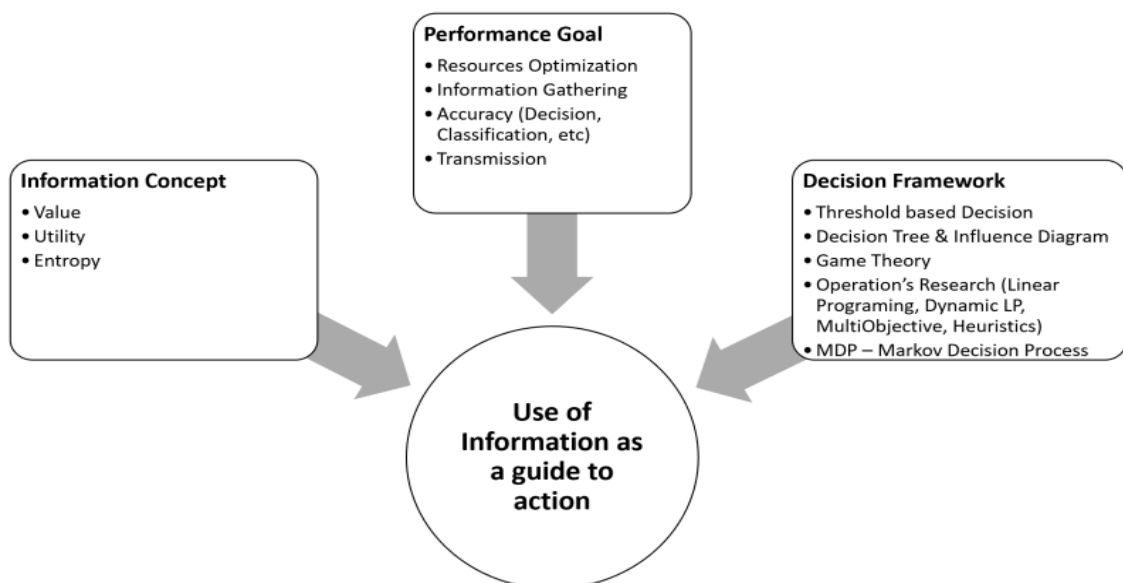 Performance Goal
• Resources Optimization
• Information Gathering
• Accuracy (Decision,
Classification, etc)
• Transmission
Information Concept
• Value
• Utility
• Entropy
Decision Framework
• Threshold based Decision
• Decision Tree & Influence Diagram
• Game Theory
• Operation’s Research (Linear
Programing, Dynamic LP,
MultiObjective, Heuristics)
• MDP – Markov Decision Process
Use of
Information as
a guide to
action